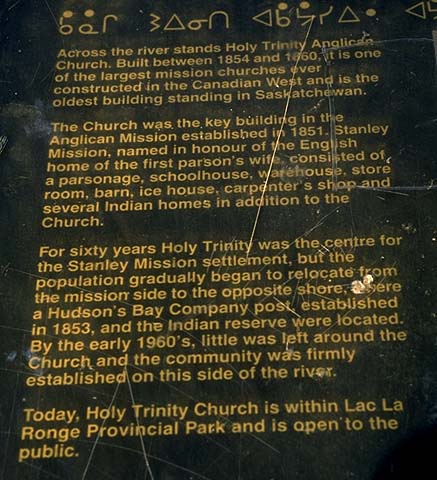 Across the river stands Holy Trinity Anglican
Church. Built between 1854 and 1860, it is one
of the largest mission churches ever
constructed in the Canadian West and is the
oldest building standing in Saskatchewan.
The Church was the key building in the
Anglican Mission established in 1851. Stanley
Mission, named in honour of the English
home of the first parson's wife, consisted of
a parsonage, schoolhouse, warehouse, store
room, barn, ice house, carpenter's shop and
several Indian homes in addition to the
Church.
For sixty years Holy Trinity was the centre for
the Stanley Mission settlement, but the
population gradually began to relocate from
the mission side to the opposite shore, where
a Hudson's Bay Company post, established
in 1853, and the Indian reserve were located.
By the early 1960's, little was left around the
Church and the community was firmly
established on this side of the river.
Today, Holy Trinity Church is within Lac La
Ronge Provincial Park and is open to the
public.